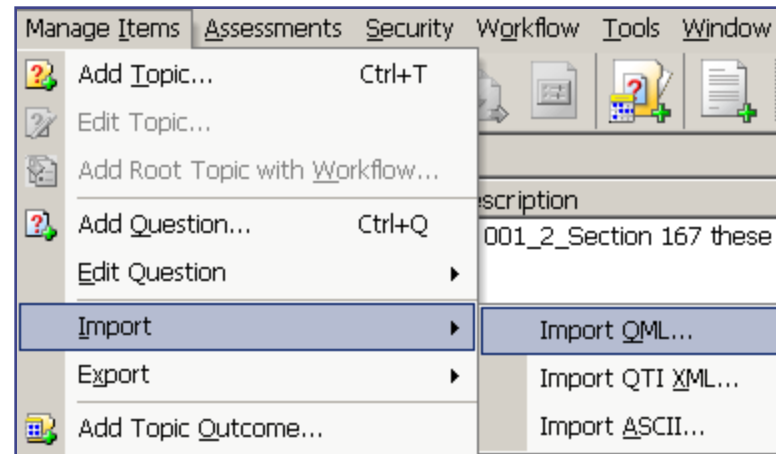 Manage Items Assessments Security Workflow Tools Window
Add Topic... Ctrl+T
Edit Topic...
Add Root Topic with Workflow...
scription
Add Question... Ctrl+Q
001_2_Section 167 these
Edit Question
Import
Import QML...
Export
Import QTI XML...
Add Topic Outcome...
Import ASCII...